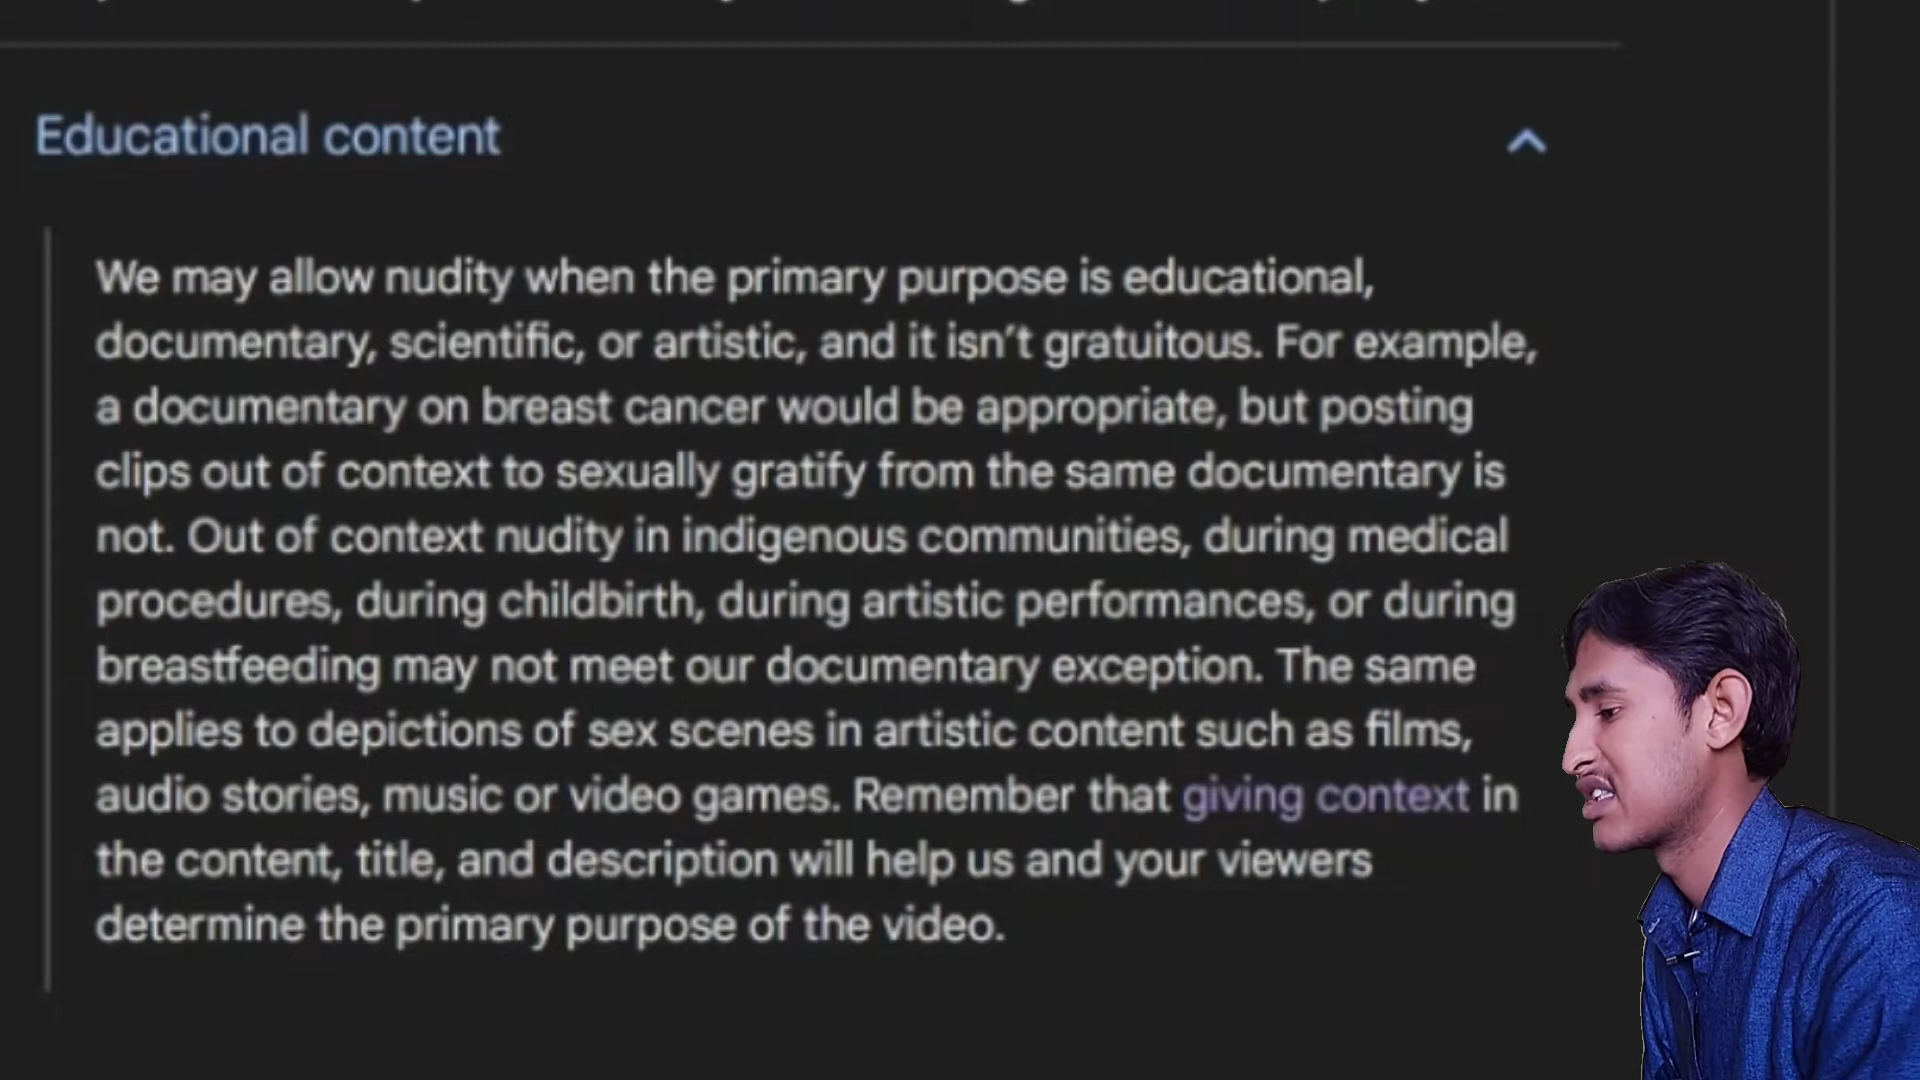 Educational content
We may allow nudity when the primary purpose is educational,
documentary, scientific, or artistic, and it isn't gratuitous. For example,
a documentary on breast cancer would be appropriate, but posting
clips out of context to sexually gratify from the same documentary is
not. Out of context nudity in indigenous communities, during medical
procedures, during childbirth, during artistic performances, or during
breastfeeding may not meet our documentary exception. The same
applies to depictions of sex scenes in artistic content such as films,
audio stories, music or video games. Remember that giving context in
the content, title, and description will help us and your viewers
determine the primary purpose of the video.